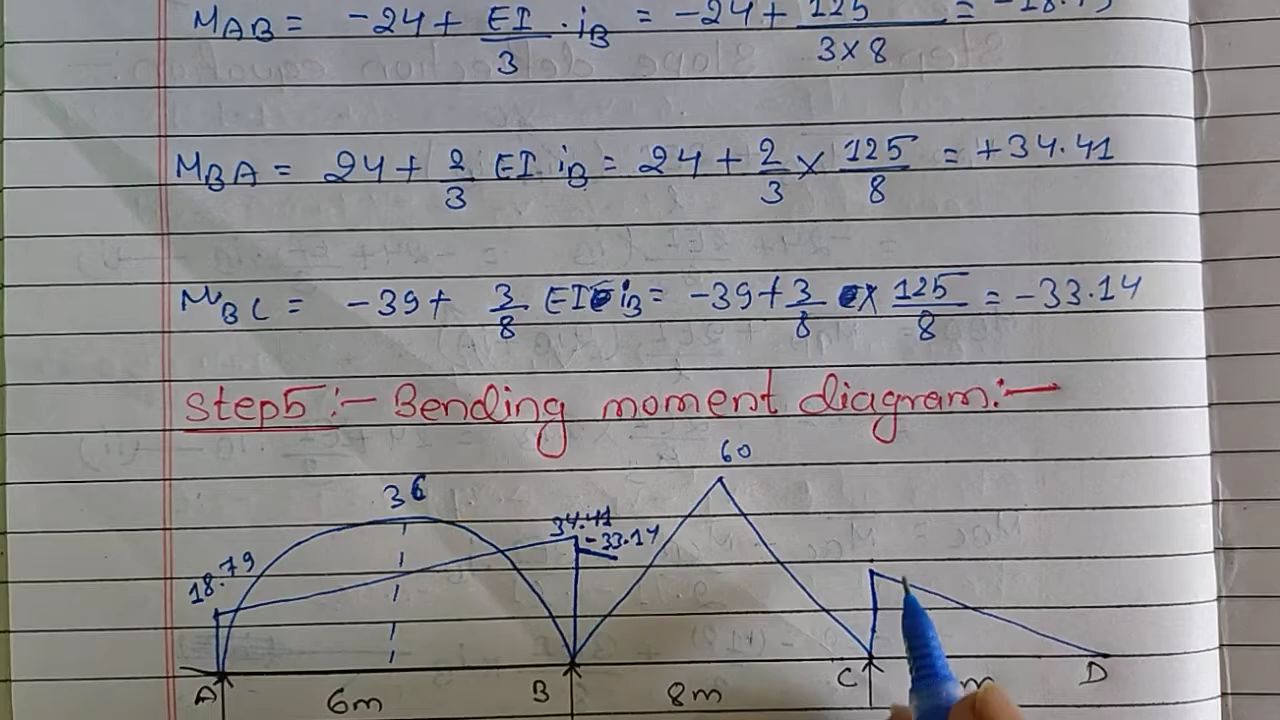 MAB = -24 + EI/3 . iB = -24 + 125/3×8 = -18.79
MBA = 24 + 2/3 EI iB = 24 + 2/3 × 125/8 = +34.41
MBC = -39 + 3/8 EI iB = -39 + 3/8 × 125/8 = -33.14
Step5:- Bending moment diagram:-
60
36
34.41
-33.14
18.79
A 6m B 8m C m D